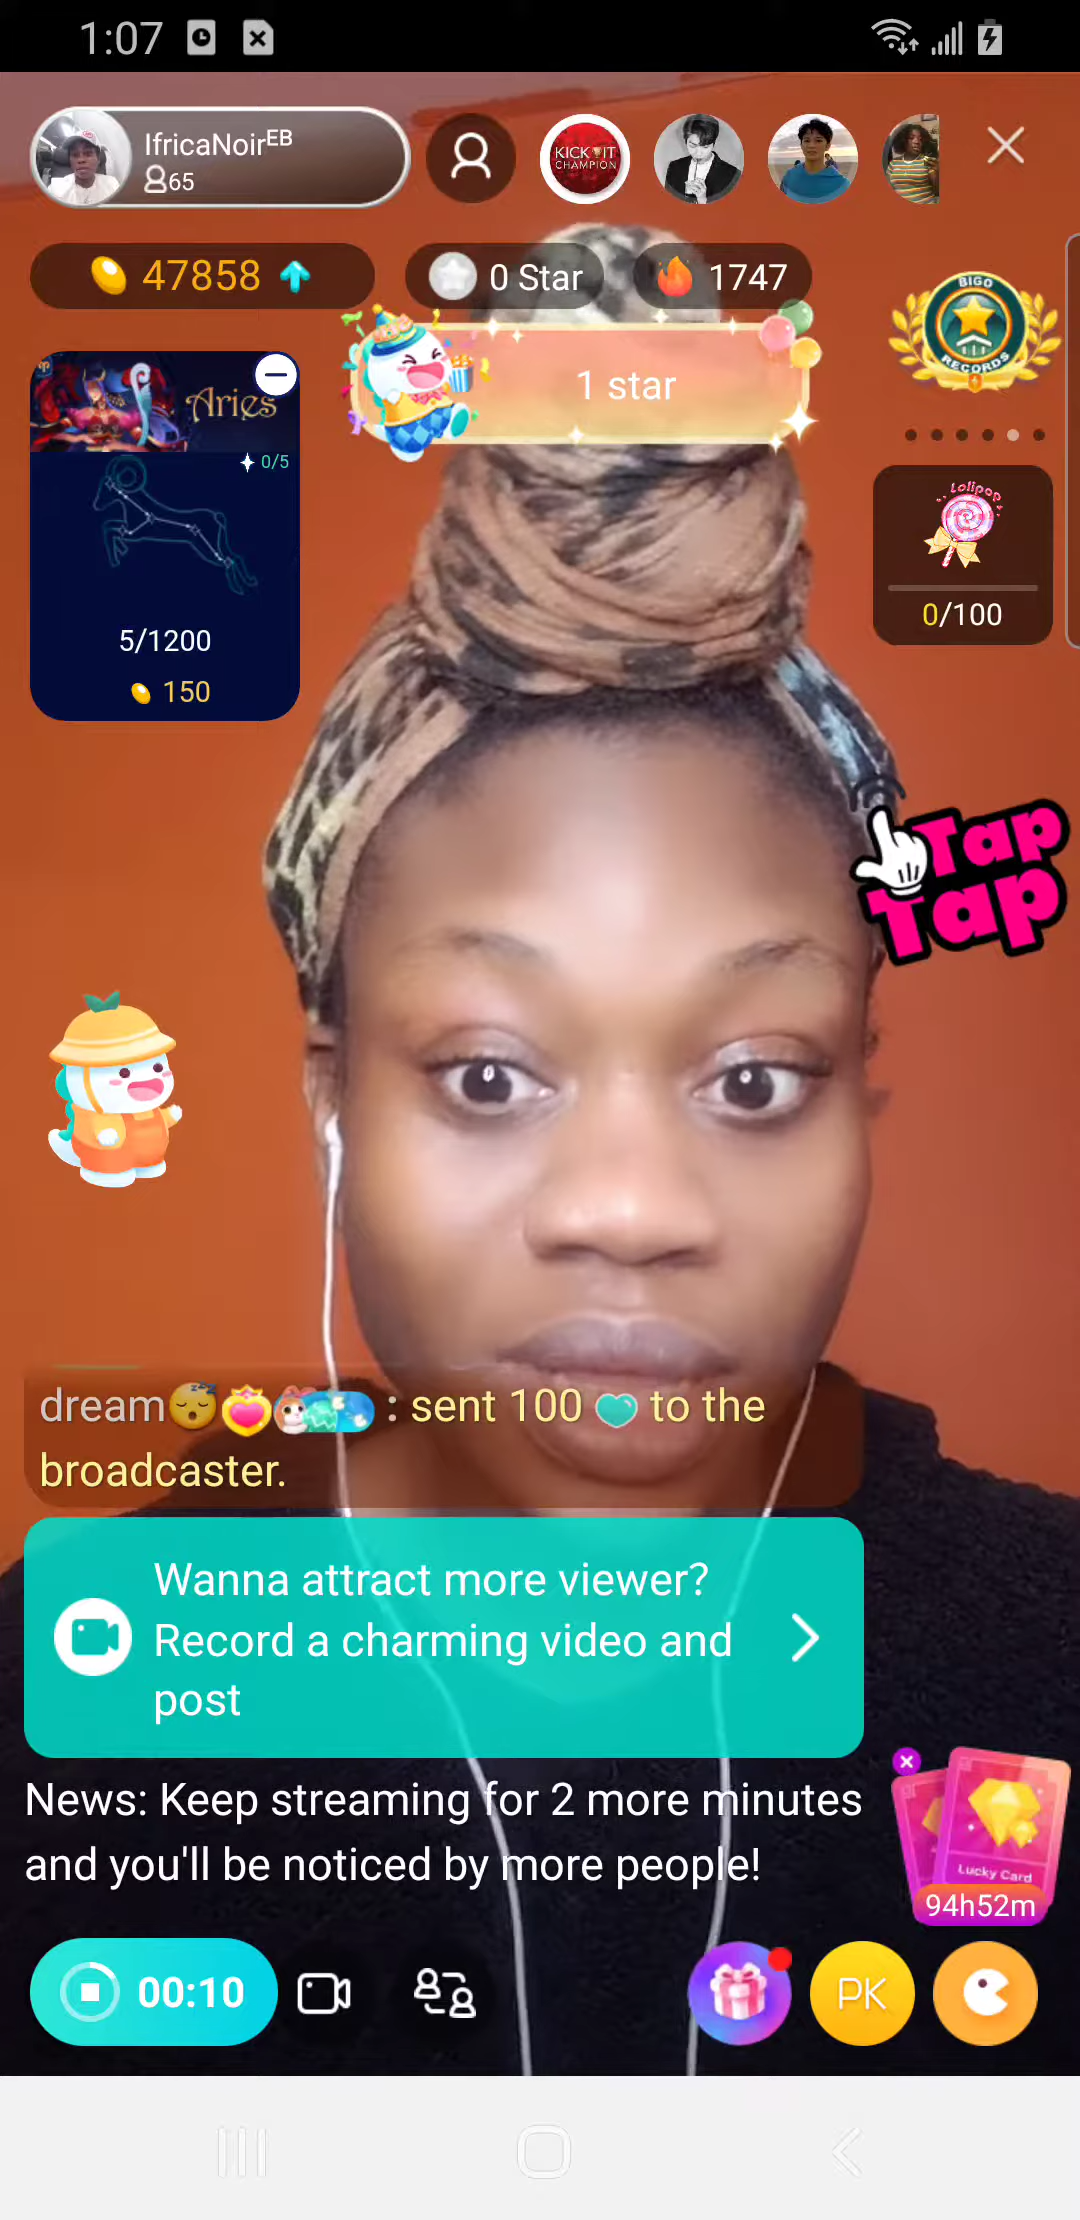 1:07
IfricaNoirEB
65
KICK IT
CHAMPION
47858
0 Star
1747
BIGO
RECORDS
1 star
Aries
0/5
5/1200
150
Lolipop
0/100
Tap
Tap
dream😴 : sent 100 to the
broadcaster.
Wanna attract more viewer?
Record a charming video and
post
News: Keep streaming for 2 more minutes
and you'll be noticed by more people!
Lucky Card
94h52m
00:10
PK